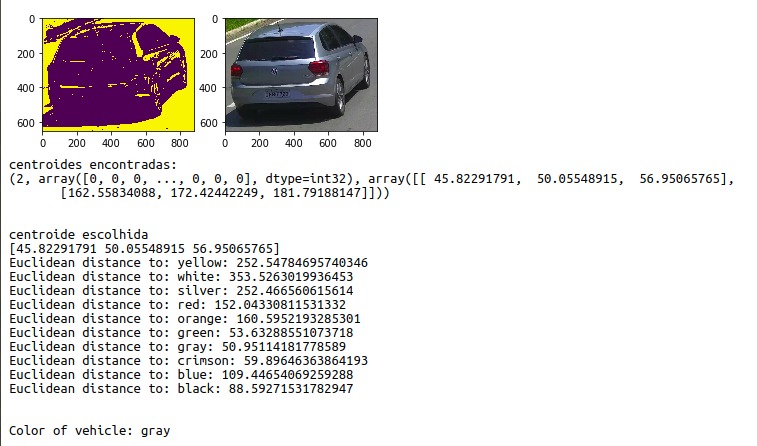 0
200
400
600
0 200 400 600 800
0
200
400
600
0 200 400 600 800
centroides encontradas:
(2, array([0, 0, 0, ..., 0, 0, 0], dtype=int32), array([[ 45.82291791,  50.05548915,  56.95065765],
[162.55834088, 172.42442249, 181.79188147]]))
centroide escolhida
[45.82291791 50.05548915 56.95065765]
Euclidean distance to: yellow: 252.54784695740346
Euclidean distance to: white: 353.5263019936453
Euclidean distance to: silver: 252.466560615614
Euclidean distance to: red: 152.04330811531332
Euclidean distance to: orange: 160.5952193285301
Euclidean distance to: green: 53.63288551073718
Euclidean distance to: gray: 50.95114181778589
Euclidean distance to: crimson: 59.89646363864193
Euclidean distance to: blue: 109.44654069259288
Euclidean distance to: black: 88.59271531782947
Color of vehicle: gray